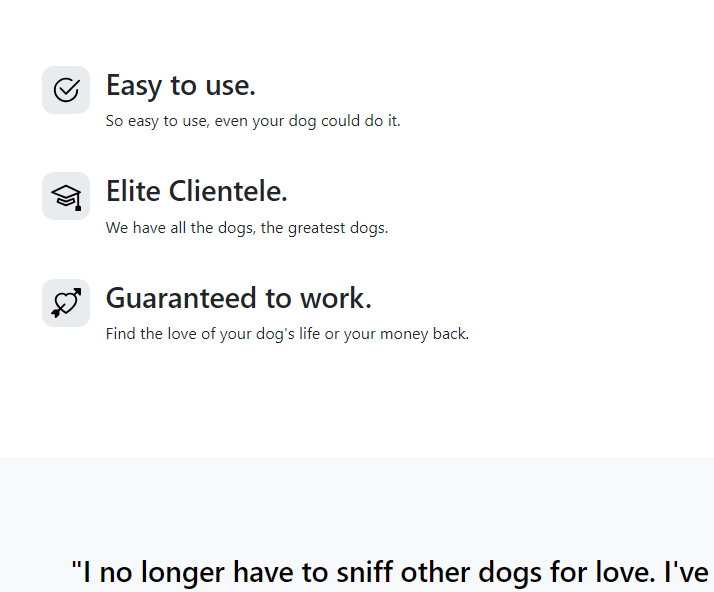 Easy to use.
So easy to use, even your dog could do it.
Elite Clientele.
We have all the dogs, the greatest dogs.
Guaranteed to work.
Find the love of your dog's life or your money back.
"I no longer have to sniff other dogs for love. I've